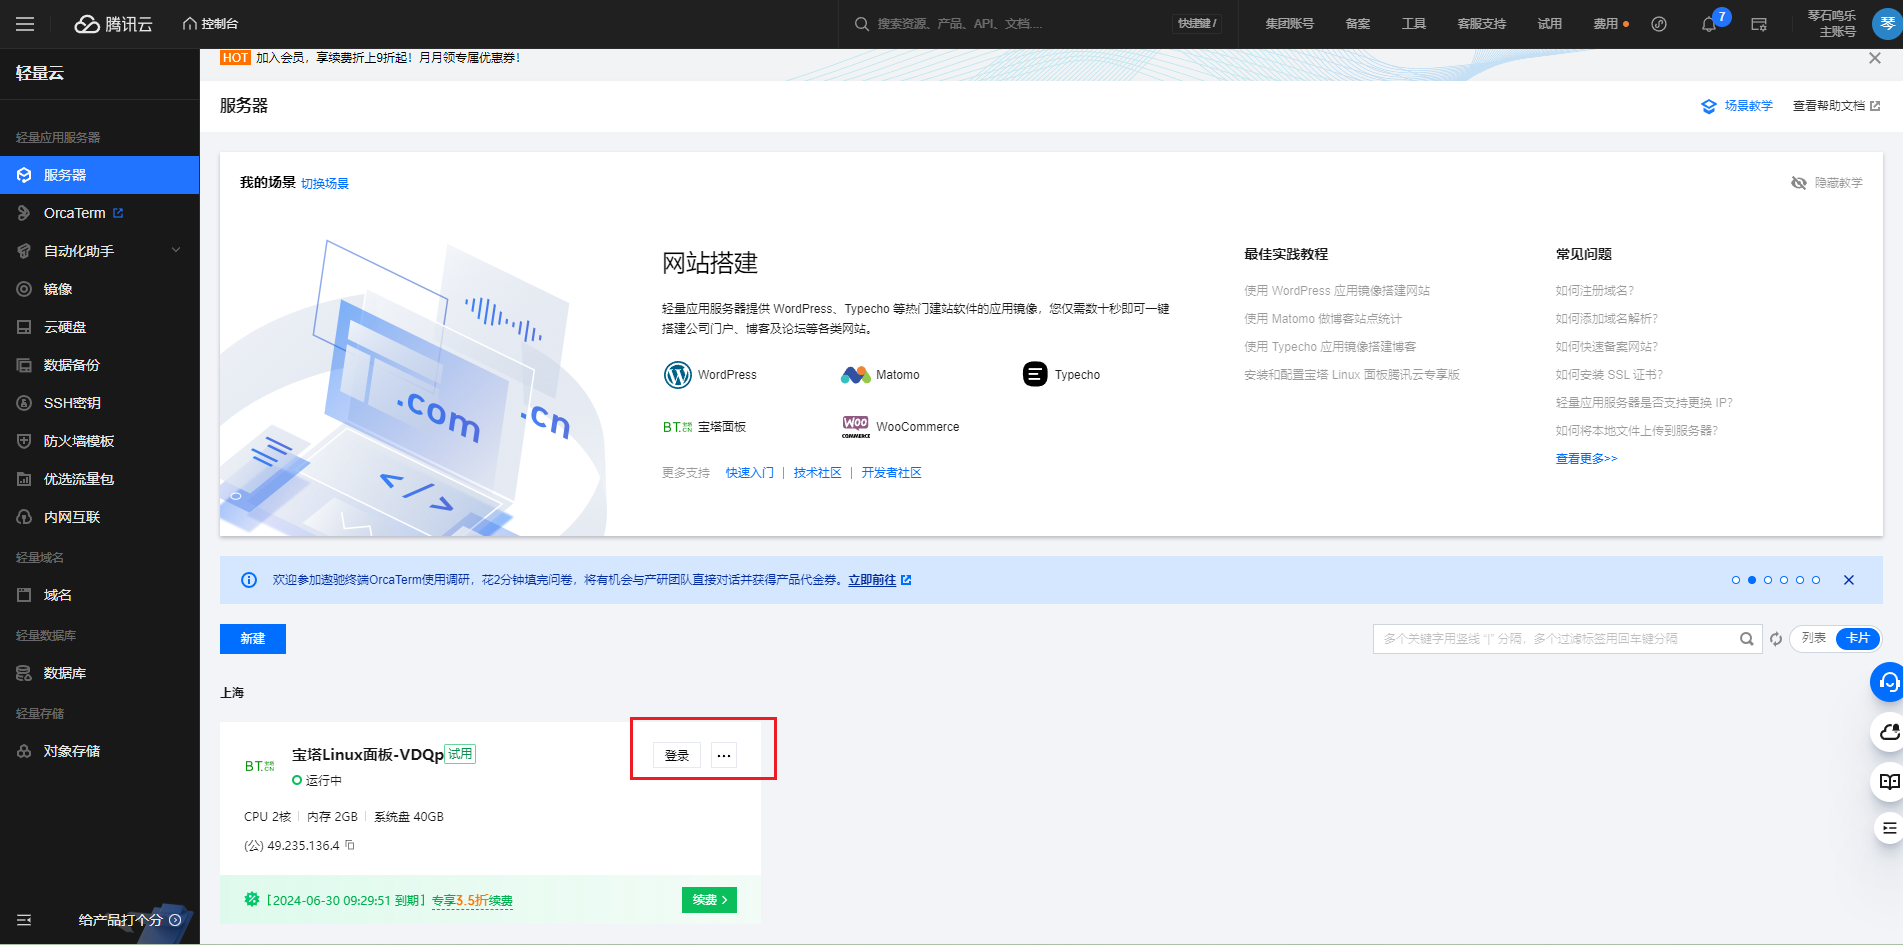 腾讯云
控制台
搜索资源、产品、API、文档....
快捷键 /
集团账号
备案
工具
客服支持
试用
费用
7
琴石鸣乐
主账号
琴
轻量云
轻量应用服务器
服务器
OrcaTerm
自动化助手
镜像
云硬盘
数据备份
SSH密钥
防火墙模板
优选流量包
内网互联
轻量域名
域名
轻量数据库
数据库
轻量存储
对象存储
给产品打个分
HOT 加入会员，享续费折上9折起！月月领专属优惠券！
服务器
场景教学
查看帮助文档
我的场景 切换场景
隐藏教学
.com
.cn
</>
网站搭建
轻量应用服务器提供 WordPress、Typecho 等热门建站软件的应用镜像，您仅需数十秒即可一键
搭建公司门户、博客及论坛等各类网站。
WordPress
Matomo
Typecho
BT.宝塔.CN 宝塔面板
WOO COMMERCE WooCommerce
更多支持 快速入门 | 技术社区 | 开发者社区
最佳实践教程
使用 WordPress 应用镜像搭建网站
使用 Matomo 做博客站点统计
使用 Typecho 应用镜像搭建博客
安装和配置宝塔 Linux 面板腾讯云专享版
常见问题
如何注册域名?
如何添加域名解析?
如何快速备案网站?
如何安装 SSL 证书?
轻量应用服务器是否支持更换 IP?
如何将本地文件上传到服务器?
查看更多>>
欢迎参加遨驰终端OrcaTerm使用调研，花2分钟填完问卷，将有机会与产研团队直接对话并获得产品代金券。立即前往
新建
多个关键字用竖线 "|" 分隔，多个过滤标签用回车键分隔
列表
卡片
上海
BT.宝塔.CN
宝塔Linux面板-VDQp 试用
运行中
登录
...
CPU 2核 | 内存 2GB | 系统盘 40GB
(公) 49.235.136.4
[2024-06-30 09:29:51 到期] 专享3.5折续费
续费 >